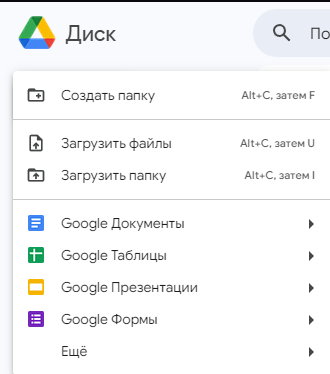 Диск
По
Создать папку Alt+C, затем F
Загрузить файлы Alt+C, затем U
Загрузить папку Alt+C, затем I
Google Документы
Google Таблицы
Google Презентации
Google Формы
Ещё